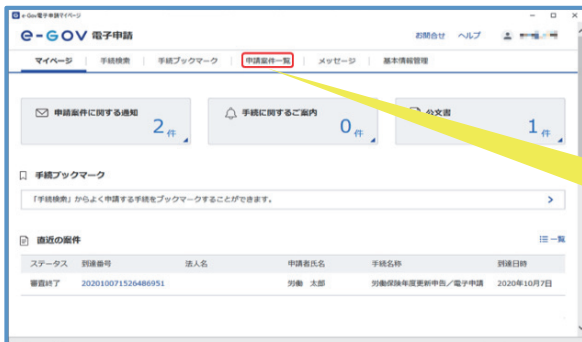 e-Gov電子申請マイページ
e-GOV 電子申請
お問合せ ヘルプ
マイページ 手続検索 手続ブックマーク 申請案件一覧 メッセージ 基本情報管理
申請案件に関する通知 2件
手続に関するご案内 0件
公文書 1件
手続ブックマーク
「手続検索」からよく申請する手続をブックマークすることができます。
直近の案件 一覧
ステータス 到達番号 法人名 申請者氏名 手続名称 到達日時
審査終了 202010071526486951 労働 太郎 労働保険年度更新申告／電子申請 2020年10月7日